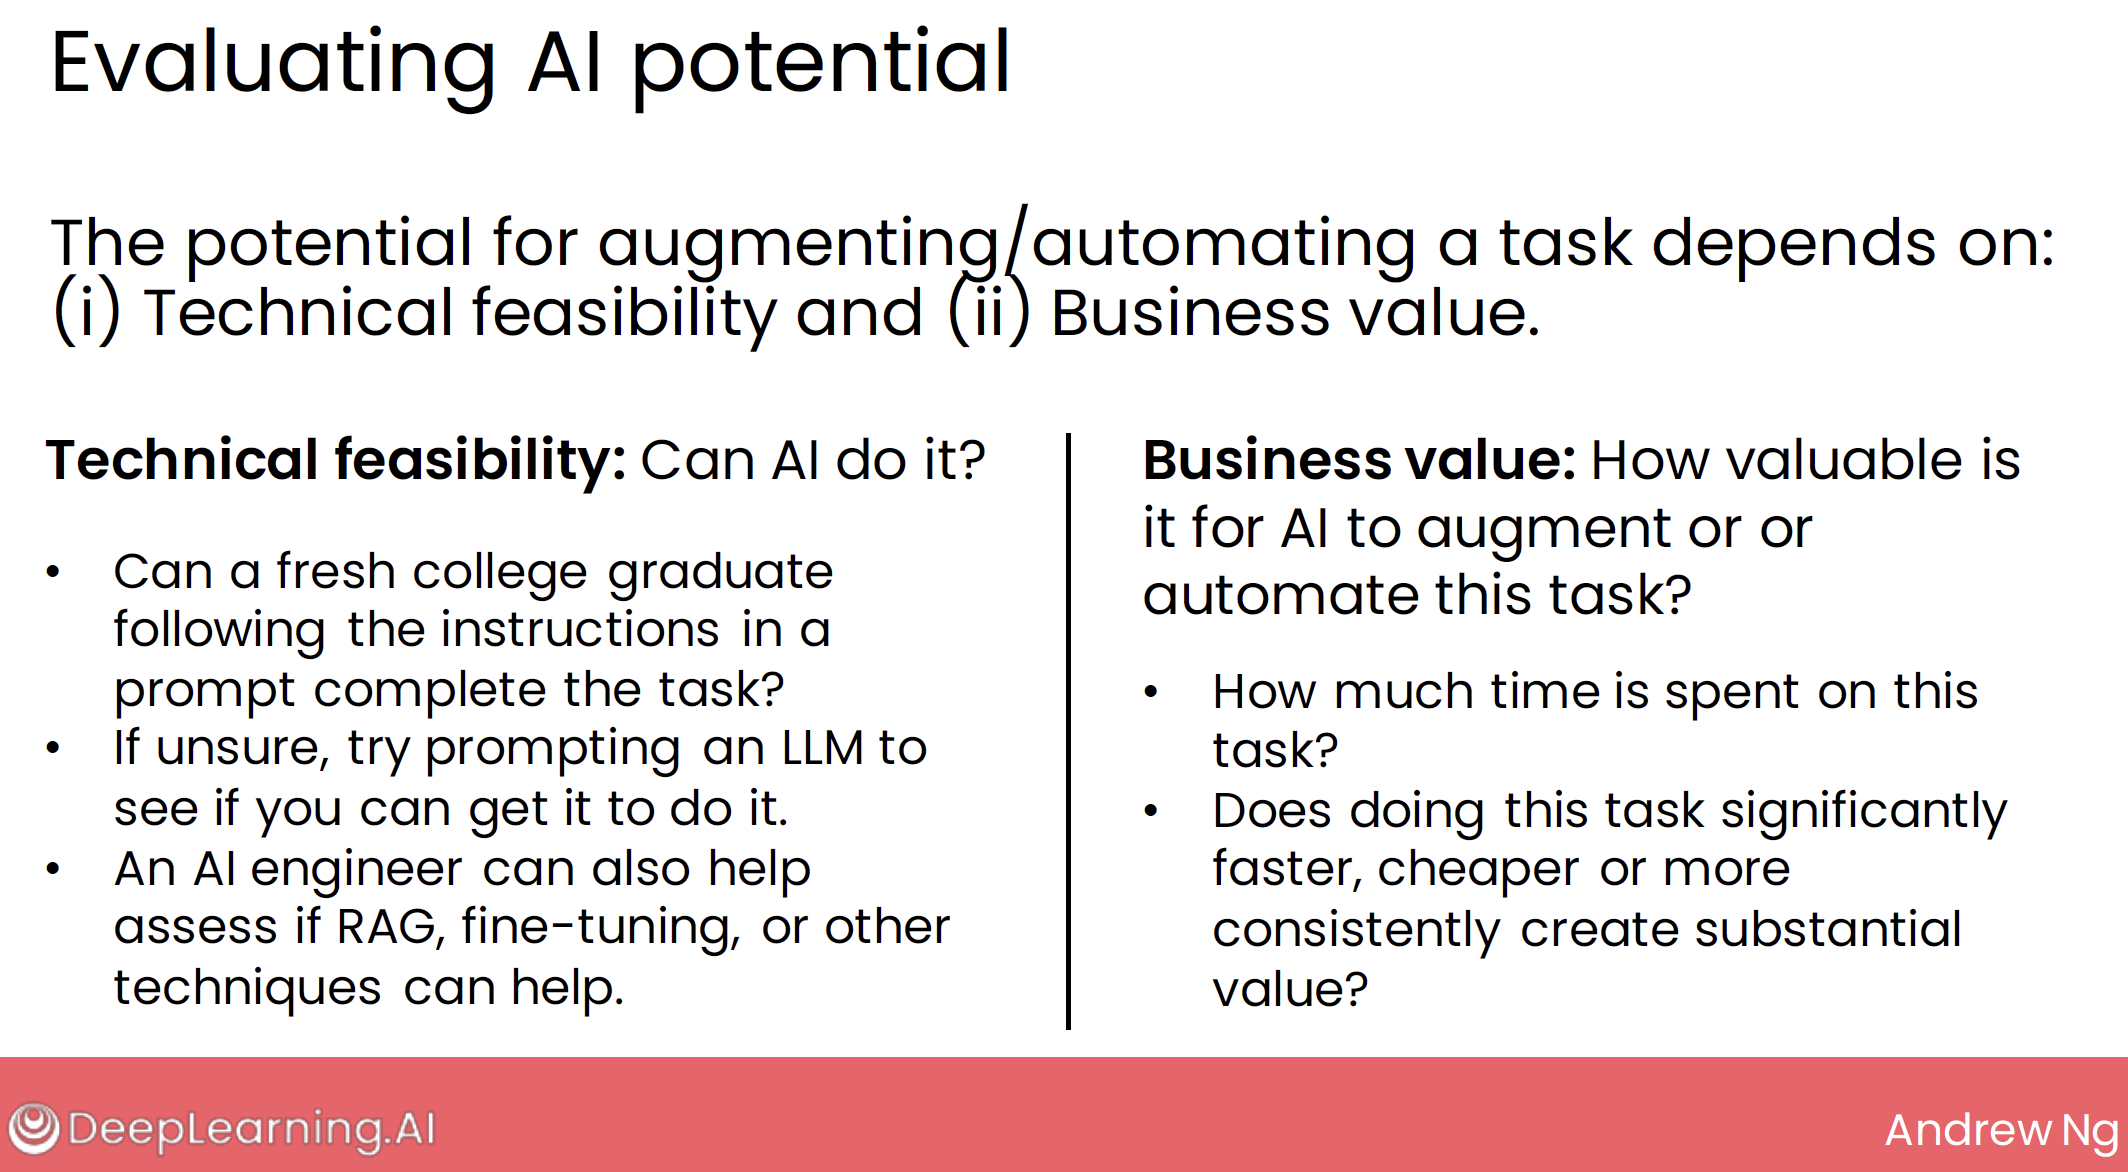 Evaluating AI potential
The potential for augmenting/automating a task depends on:
(i) Technical feasibility and (ii) Business value.
Technical feasibility: Can AI do it?
• Can a fresh college graduate
following the instructions in a
prompt complete the task?
• If unsure, try prompting an LLM to
see if you can get it to do it.
• An AI engineer can also help
assess if RAG, fine-tuning, or other
techniques can help.
Business value: How valuable is
it for AI to augment or or
automate this task?
• How much time is spent on this
task?
• Does doing this task significantly
faster, cheaper or more
consistently create substantial
value?
DeepLearning.AI
Andrew Ng